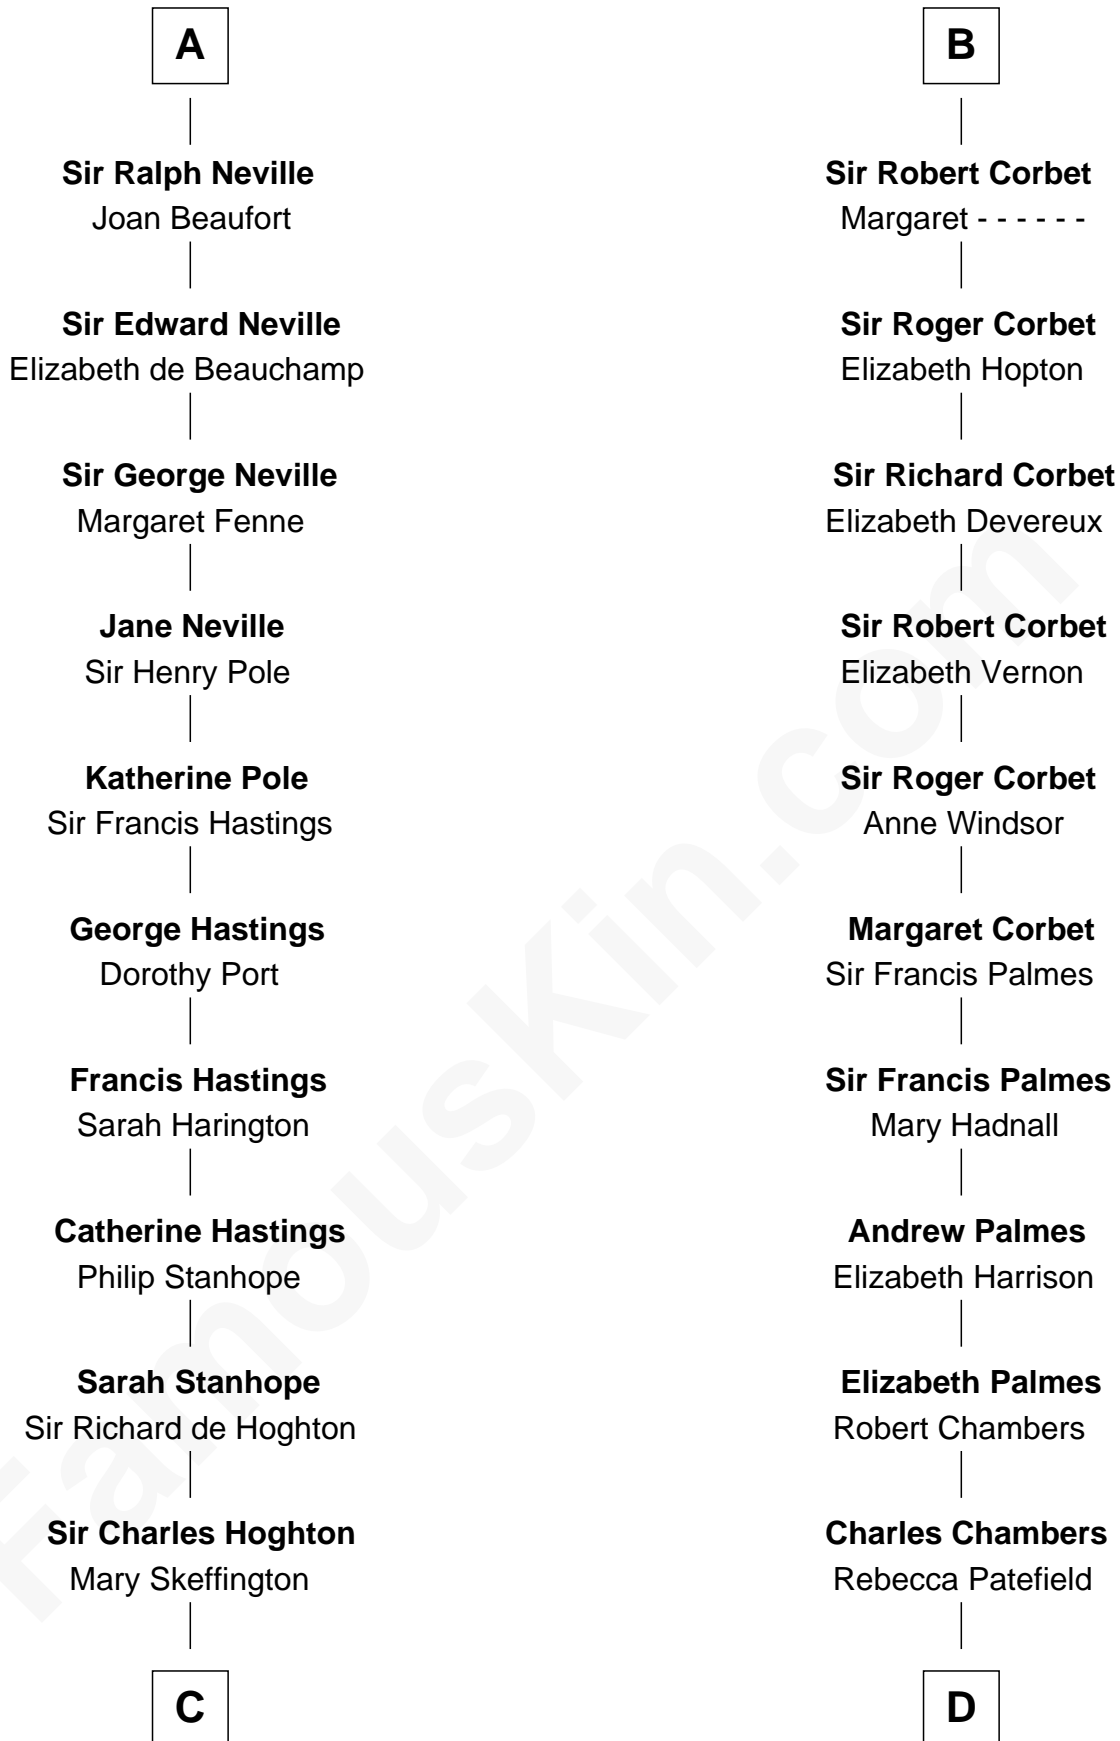 A
Sir Ralph Neville
Joan Beaufort
Sir Edward Neville
Elizabeth de Beauchamp
Sir George Neville
Margaret Fenne
Jane Neville
Sir Henry Pole
Katherine Pole
Sir Francis Hastings
George Hastings
Dorothy Port
Francis Hastings
Sarah Harington
Catherine Hastings
Philip Stanhope
Sarah Stanhope
Sir Richard de Hoghton
Sir Charles Hoghton
Mary Skeffington
C
B
Sir Robert Corbet
Margaret - - - - - -
Sir Roger Corbet
Elizabeth Hopton
Sir Richard Corbet
Elizabeth Devereux
Sir Robert Corbet
Elizabeth Vernon
Sir Roger Corbet
Anne Windsor
Margaret Corbet
Sir Francis Palmes
Sir Francis Palmes
Mary Hadnall
Andrew Palmes
Elizabeth Harrison
Elizabeth Palmes
Robert Chambers
Charles Chambers
Rebecca Patefield
D
FamousKin.com